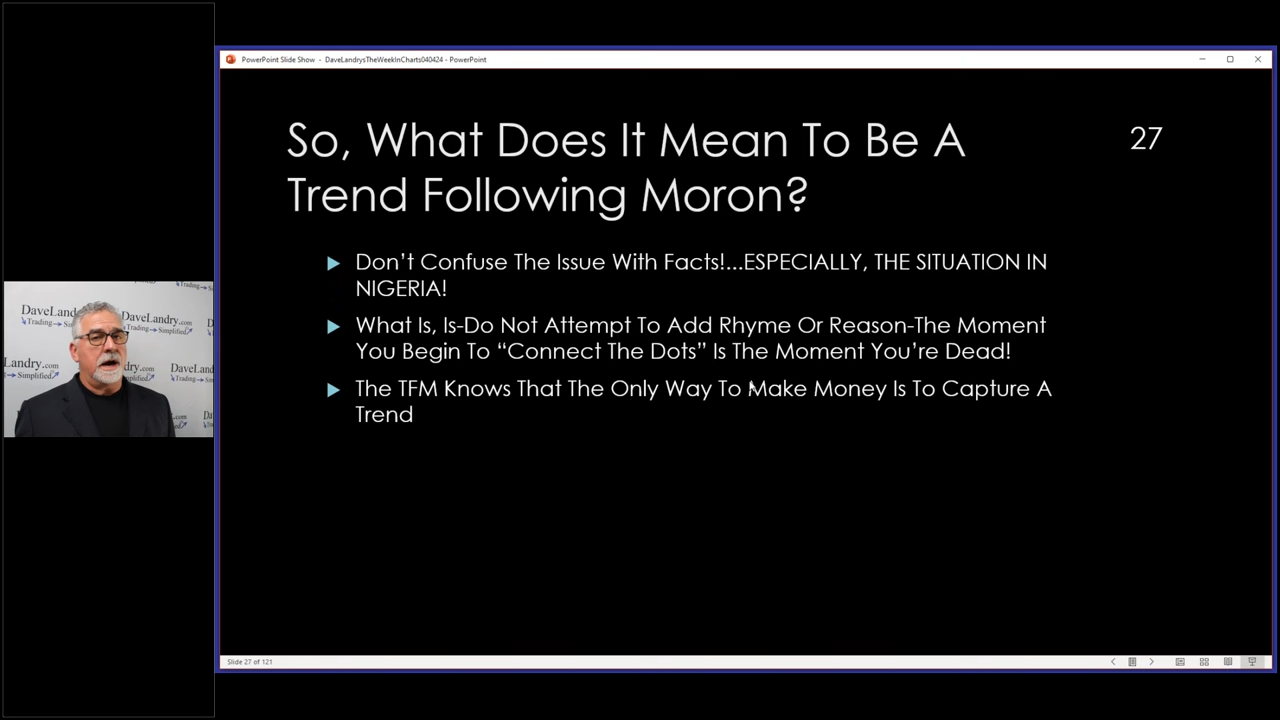 PowerPoint Slide Show - DaveLandrysTheWeekInCharts040424 - PowerPoint
So, What Does It Mean To Be A
Trend Following Moron?
27
Don't Confuse The Issue With Facts!...ESPECIALLY, THE SITUATION IN
NIGERIA!
What Is, Is-Do Not Attempt To Add Rhyme Or Reason-The Moment
You Begin To “Connect The Dots” Is The Moment You're Dead!
The TFM Knows That The Only Way To Make Money Is To Capture A
Trend
DaveLandry.com
Trading
Simplified
Slide 27 of 121